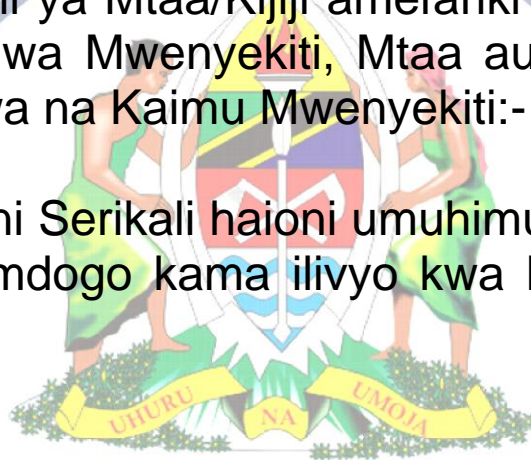 ya Mtaa/Kijiji
wa Mwenyekiti, Mtaa au
na Kaimu Mwenyekiti:-
Serikali haioni umuhimu
mdogo kama ilivyo kwa
UHURU NA UMOJA